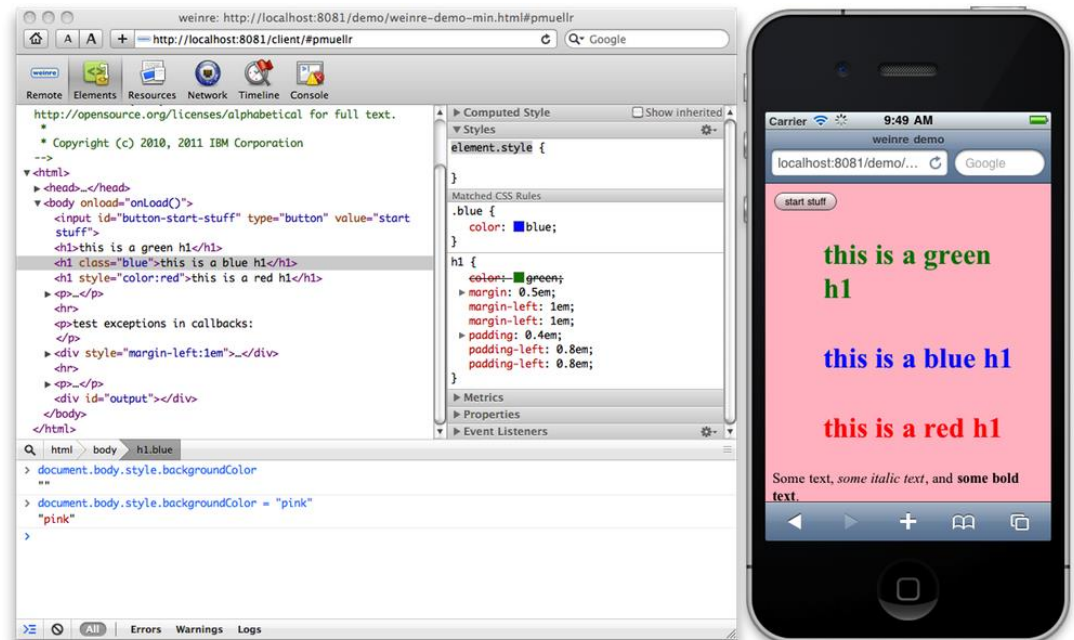 weinre: http://localhost:8081/demo/weinre-demo-min.html#pmuellr
A A + http://localhost:8081/client/#pmuellr Google
weinre
Remote Elements Resources Network Timeline Console
http://opensource.org/licenses/alphabetical for full text.
*
* Copyright (c) 2010, 2011 IBM Corporation
-->
<html>
<head>…</head>
<body onload="onLoad()">
<input id="button-start-stuff" type="button" value="start
stuff">
<h1>this is a green h1</h1>
<h1 class="blue">this is a blue h1</h1>
<h1 style="color:red">this is a red h1</h1>
<p>…</p>
<hr>
<p>test exceptions in callbacks:
</p>
<div style="margin-left:1em">…</div>
<hr>
<p>…</p>
<div id="output"></div>
</body>
</html>
Computed Style Show inherited
Styles
element.style {
}
Matched CSS Rules
.blue {
color: blue;
}
h1 {
color: green;
margin: 0.5em;
margin-left: 1em;
margin-left: 1em;
padding: 0.4em;
padding-left: 0.8em;
padding-left: 0.8em;
}
Metrics
Properties
Event Listeners
html body h1.blue
> document.body.style.backgroundColor
""
> document.body.style.backgroundColor = "pink"
"pink"
>
All Errors Warnings Logs
Carrier 9:49 AM
weinre demo
localhost:8081/demo/... Google
start stuff
this is a green
h1
this is a blue h1
this is a red h1
Some text, some italic text, and some bold
text.